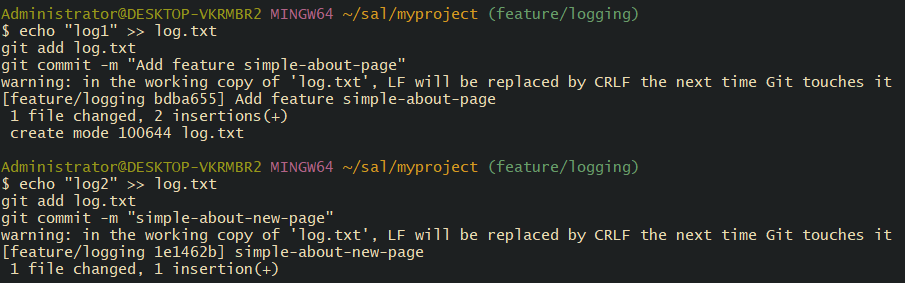 Administrator@DESKTOP-VKRMBR2 MINGW64 ~/sal/myproject (feature/logging)
$ echo "log1" >> log.txt
git add log.txt
git commit -m "Add feature simple-about-page"
warning: in the working copy of 'log.txt', LF will be replaced by CRLF the next time Git touches it
[feature/logging bdba655] Add feature simple-about-page
 1 file changed, 2 insertions(+)
 create mode 100644 log.txt

Administrator@DESKTOP-VKRMBR2 MINGW64 ~/sal/myproject (feature/logging)
$ echo "log2" >> log.txt
git add log.txt
git commit -m "simple-about-new-page"
warning: in the working copy of 'log.txt', LF will be replaced by CRLF the next time Git touches it
[feature/logging 1e1462b] simple-about-new-page
 1 file changed, 1 insertion(+)